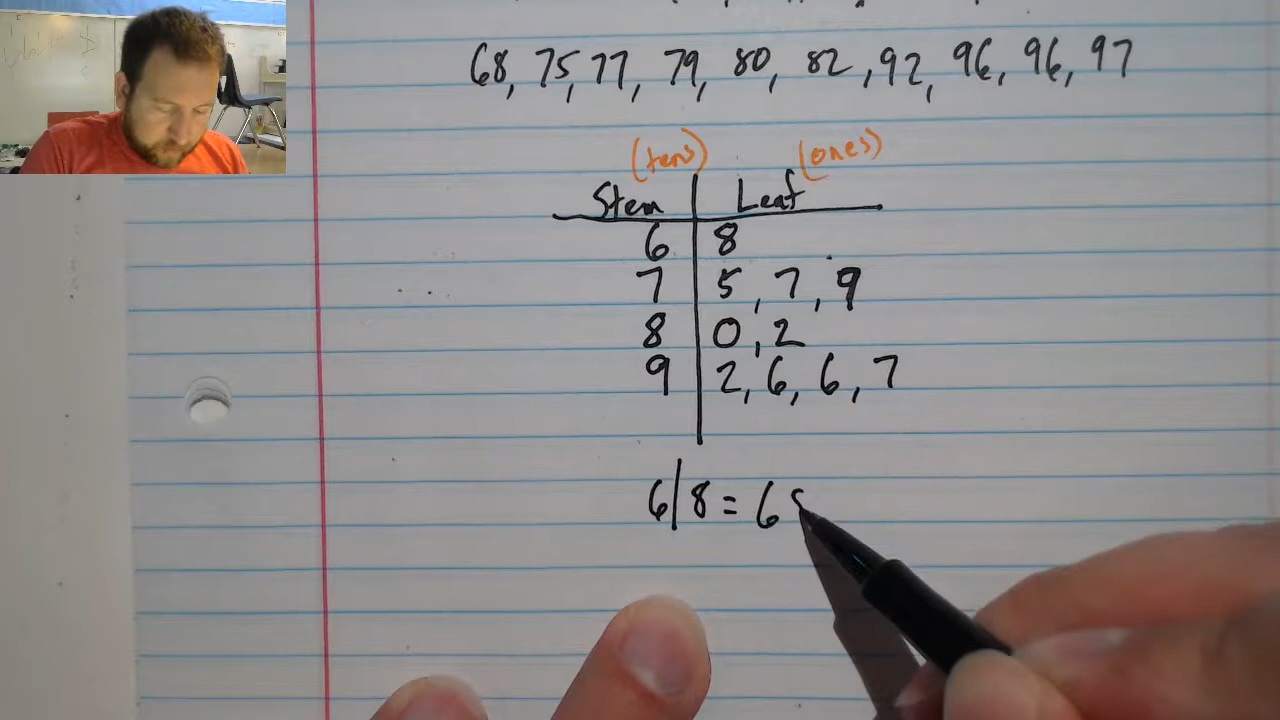 68, 75, 77, 79, 80, 82, 92, 96, 96, 97
(tens) (ones)
Stem Leaf
6 | 8
7 | 5, 7, 9
8 | 0, 2
9 | 2, 6, 6, 7
6|8 = 6